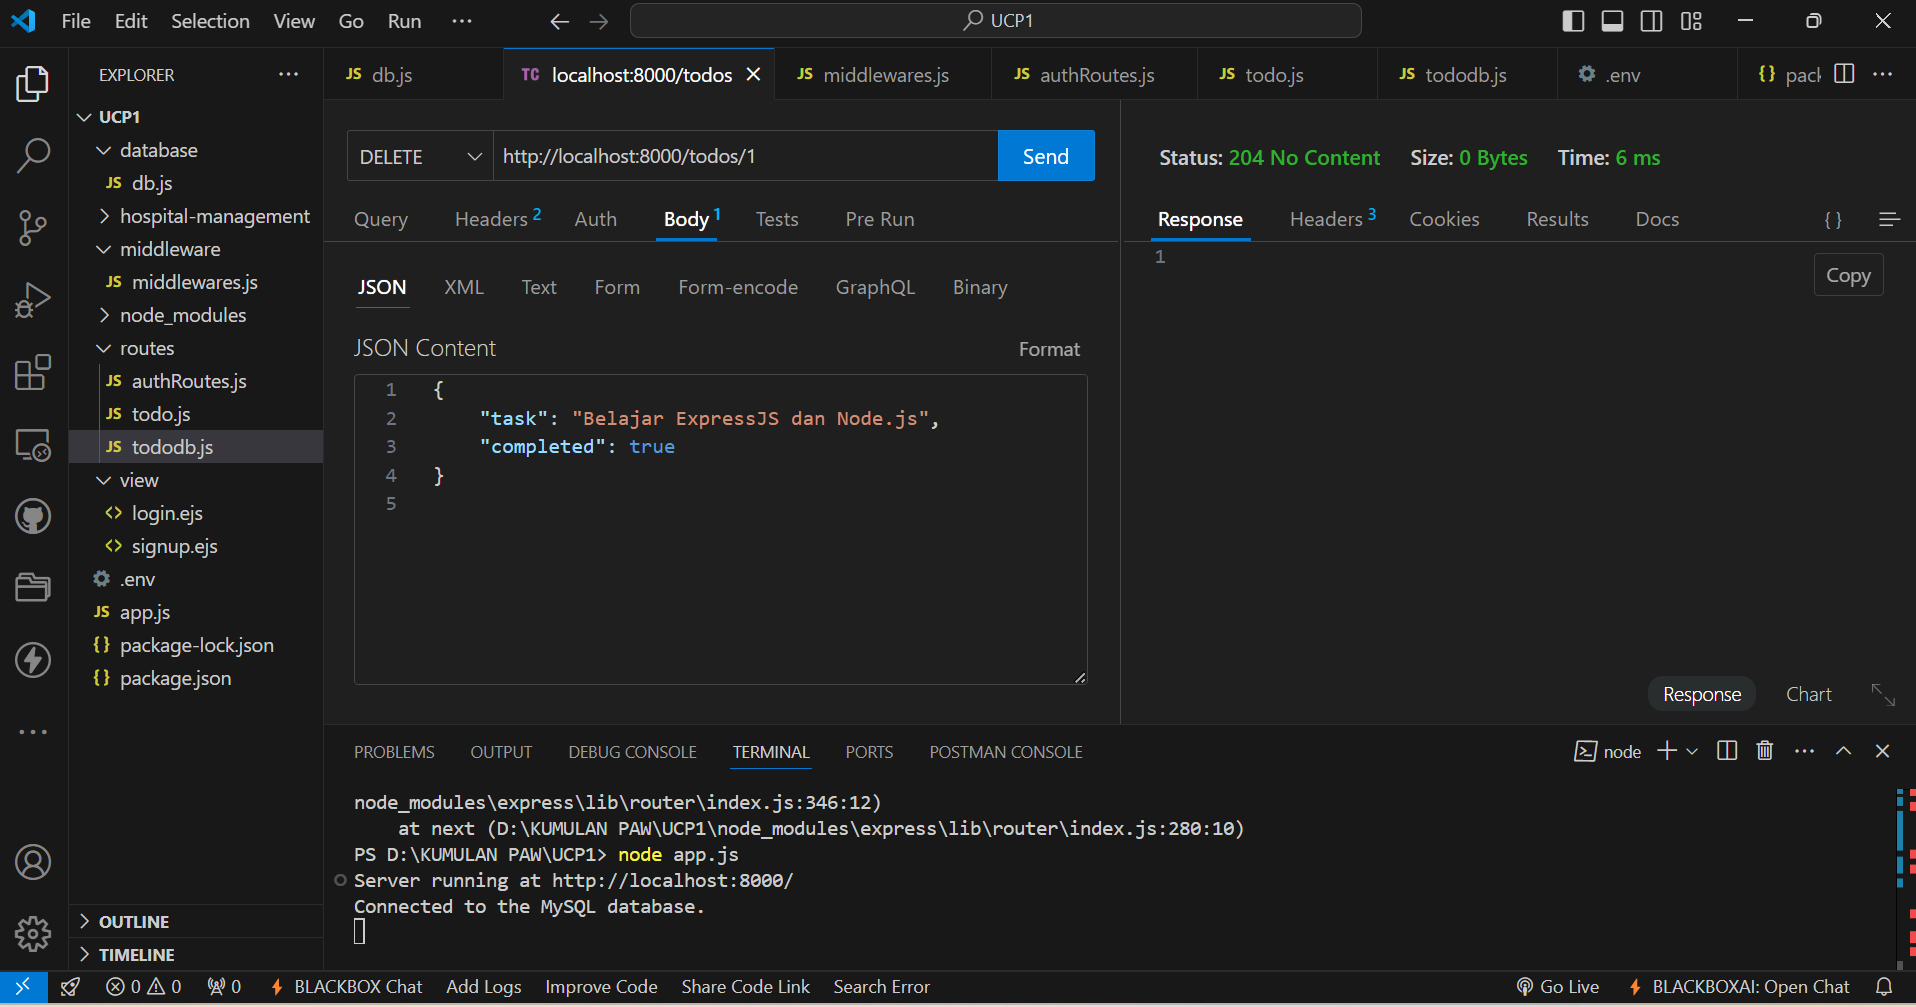 File Edit Selection View Go Run ··· UCP1
EXPLORER ···
UCP1
database
JS db.js
hospital-management
middleware
JS middlewares.js
node_modules
routes
JS authRoutes.js
JS todo.js
JS tododb.js
view
<> login.ejs
<> signup.ejs
.env
JS app.js
{} package-lock.json
{} package.json
OUTLINE
TIMELINE
JS db.js TC localhost:8000/todos JS middlewares.js JS authRoutes.js JS todo.js JS tododb.js .env {} pack ···
DELETE http://localhost:8000/todos/1 Send
Query Headers 2 Auth Body 1 Tests Pre Run
JSON XML Text Form Form-encode GraphQL Binary
JSON Content Format
1 {
2 "task": "Belajar ExpressJS dan Node.js",
3 "completed": true
4 }
5
Status: 204 No Content Size: 0 Bytes Time: 6 ms
Response Headers 3 Cookies Results Docs {}
1
Copy
Response Chart
PROBLEMS OUTPUT DEBUG CONSOLE TERMINAL PORTS POSTMAN CONSOLE node ···
node_modules\express\lib\router\index.js:346:12)
at next (D:\KUMULAN PAW\UCP1\node_modules\express\lib\router\index.js:280:10)
PS D:\KUMULAN PAW\UCP1> node app.js
Server running at http://localhost:8000/
Connected to the MySQL database.
0 0 0 BLACKBOX Chat Add Logs Improve Code Share Code Link Search Error Go Live BLACKBOXAI: Open Chat